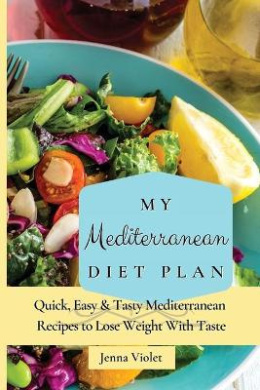 MY
Mediterranean
DIET PLAN
Quick, Easy & Tasty Mediterranean
Recipes to Lose Weight With Taste
Jenna Violet